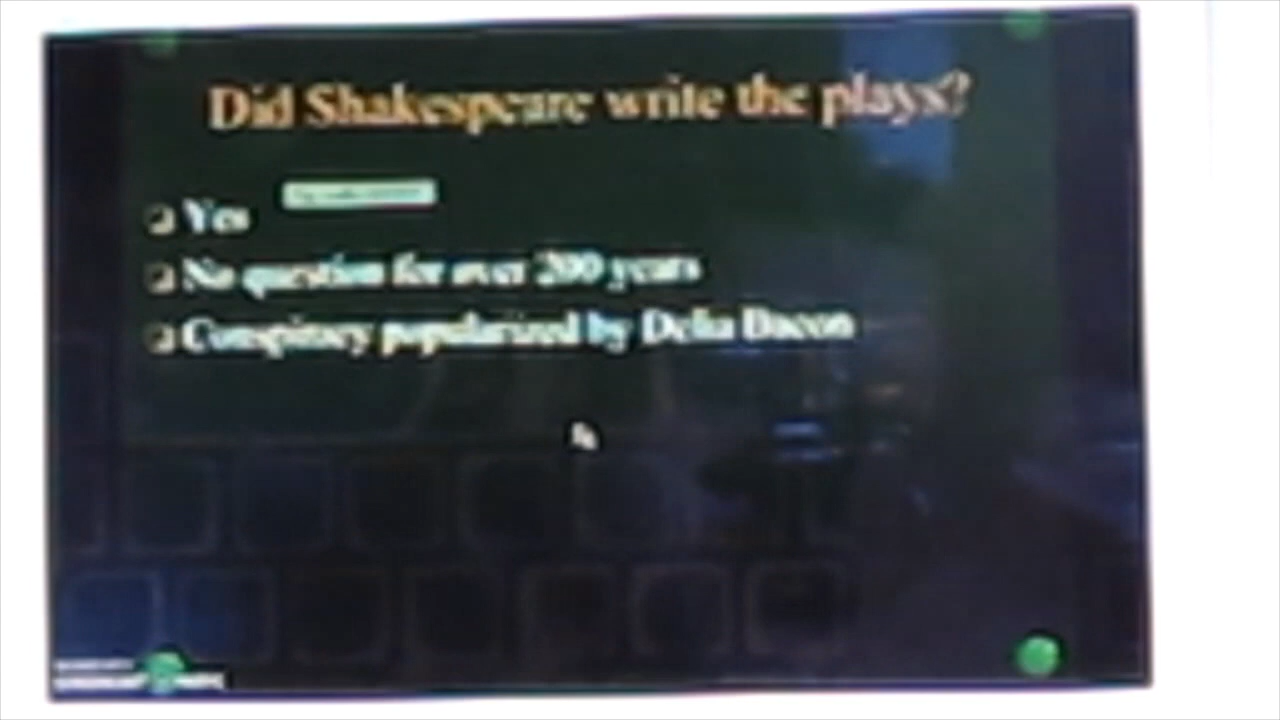 Did Shakespeare write the plays?
Yes
No question for over 200 years
Conspiracy popularized by Delia Bacon